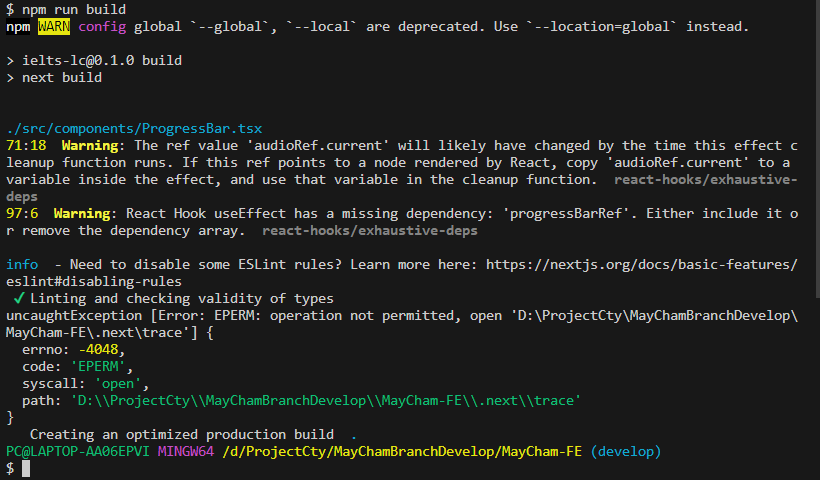 $ npm run build
npm WARN config global `--global`, `--local` are deprecated. Use `--location=global` instead.
> ielts-lc@0.1.0 build
> next build
./src/components/ProgressBar.tsx
71:18  Warning: The ref value 'audioRef.current' will likely have changed by the time this effect c
leanup function runs. If this ref points to a node rendered by React, copy 'audioRef.current' to a
variable inside the effect, and use that variable in the cleanup function.  react-hooks/exhaustive-
deps
97:6  Warning: React Hook useEffect has a missing dependency: 'progressBarRef'. Either include it o
r remove the dependency array.  react-hooks/exhaustive-deps
info  - Need to disable some ESLint rules? Learn more here: https://nextjs.org/docs/basic-features/
eslint#disabling-rules
✓ Linting and checking validity of types
uncaughtException [Error: EPERM: operation not permitted, open 'D:\ProjectCty\MayChamBranchDevelop\
MayCham-FE\.next\trace'] {
  errno: -4048,
  code: 'EPERM',
  syscall: 'open',
  path: 'D:\\ProjectCty\\MayChamBranchDevelop\\MayCham-FE\\.next\\trace'
}
   Creating an optimized production build  .
PC@LAPTOP-AA06EPVI MINGW64 /d/ProjectCty/MayChamBranchDevelop/MayCham-FE (develop)
$